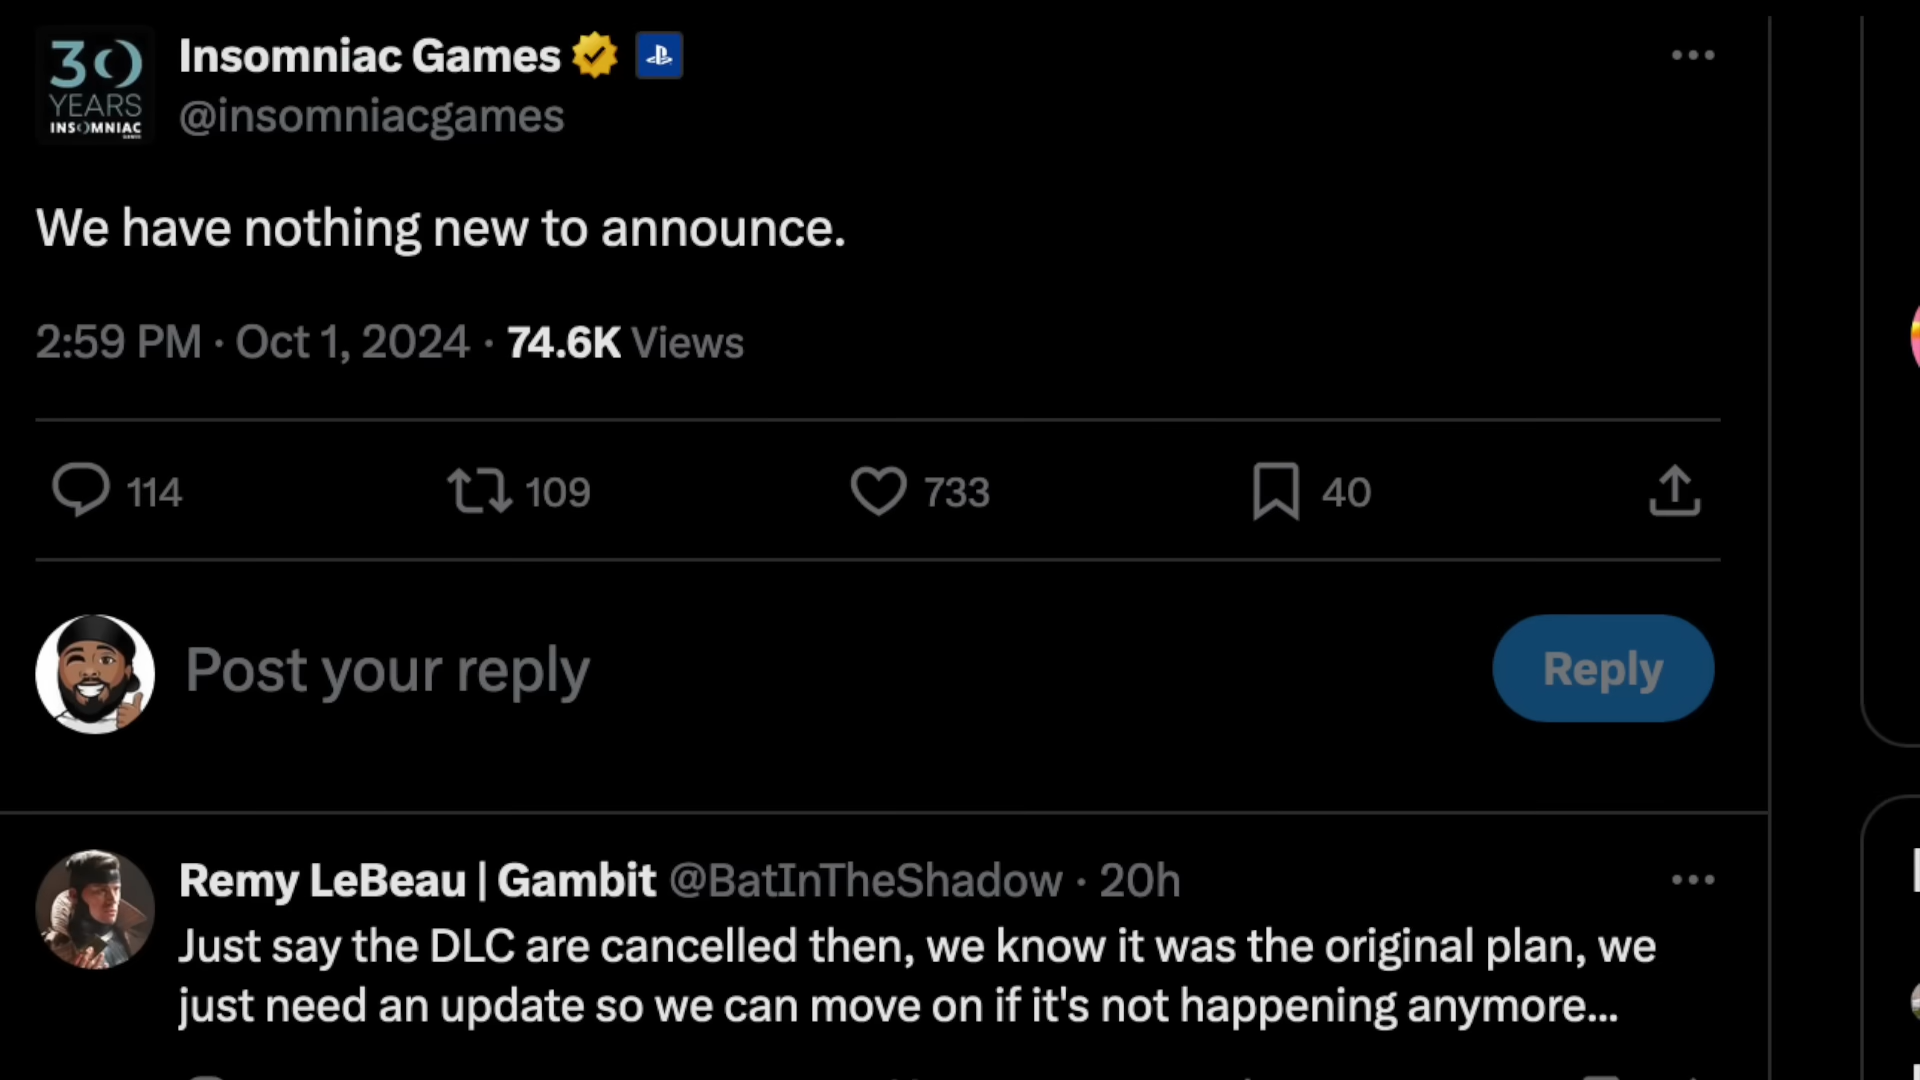 30
YEARS
INSOMNIAC
GAMES
Insomniac Games
@insomniacgames
We have nothing new to announce.
2:59 PM · Oct 1, 2024 · 74.6K Views
114 109 733 40
Post your reply
Reply
Remy LeBeau | Gambit @BatInTheShadow · 20h
Just say the DLC are cancelled then, we know it was the original plan, we
just need an update so we can move on if it's not happening anymore...